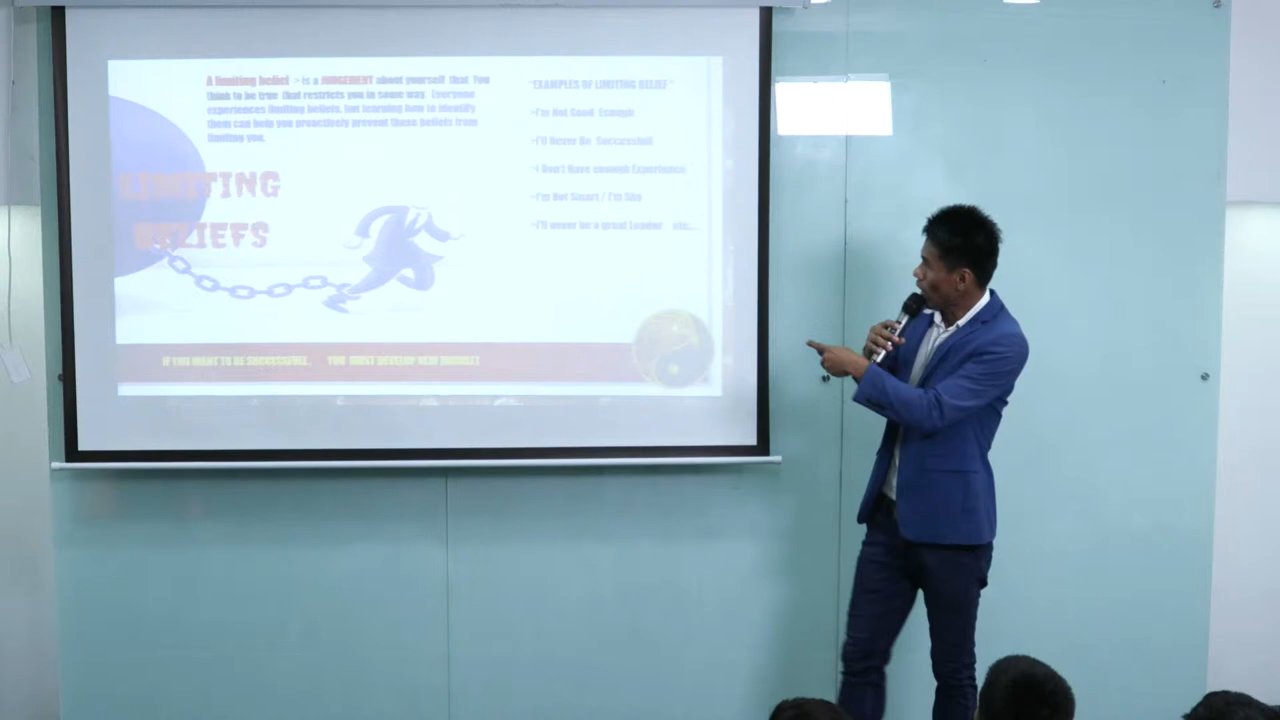 A limiting belief > is a JUDGEMENT about yourself that You
think to be true that restricts you in some way. Everyone
experiences limiting beliefs, but learning how to identify
them can help you proactively prevent those beliefs from
limiting you.
LIMITING
BELIEFS
"EXAMPLES OF LIMITING BELIEF"
I'm Not Good Enough
I'll Never Be Successful
I Don't Have enough Experience
I'm Not Smart / I'm Shy
I'll never be a great Leader etc...
IF YOU WANT TO BE SUCCESSFUL. YOU MUST DEVELOP NEW MINDSET